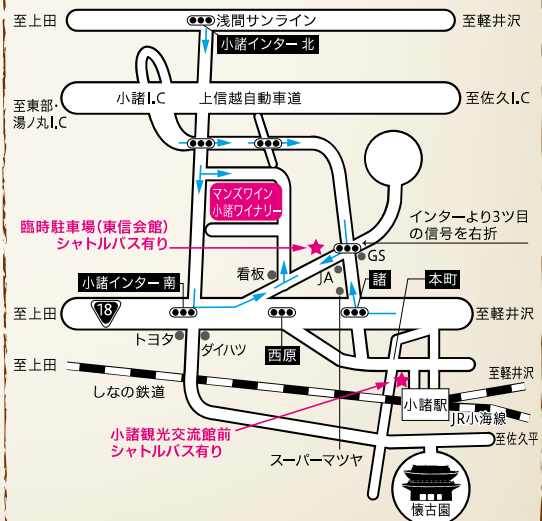 至上田
浅間サンライン
至軽井沢
小諸インター 北
小諸I.C
上信越自動車道
至佐久I.C
至東部・
湯ノ丸I.C
マンズワイン
小諸ワイナリー
臨時駐車場(東信会館)
シャトルバス有り
インターより3ツ目
の信号を右折
GS
看板
JA
小諸インター 南
諸
本町
至上田
18
至軽井沢
トヨタ
ダイハツ
西原
至上田
至軽井沢
しなの鉄道
小諸駅
JR小海線
小諸観光交流館前
シャトルバス有り
至佐久平
スーパーマツヤ
懐古園